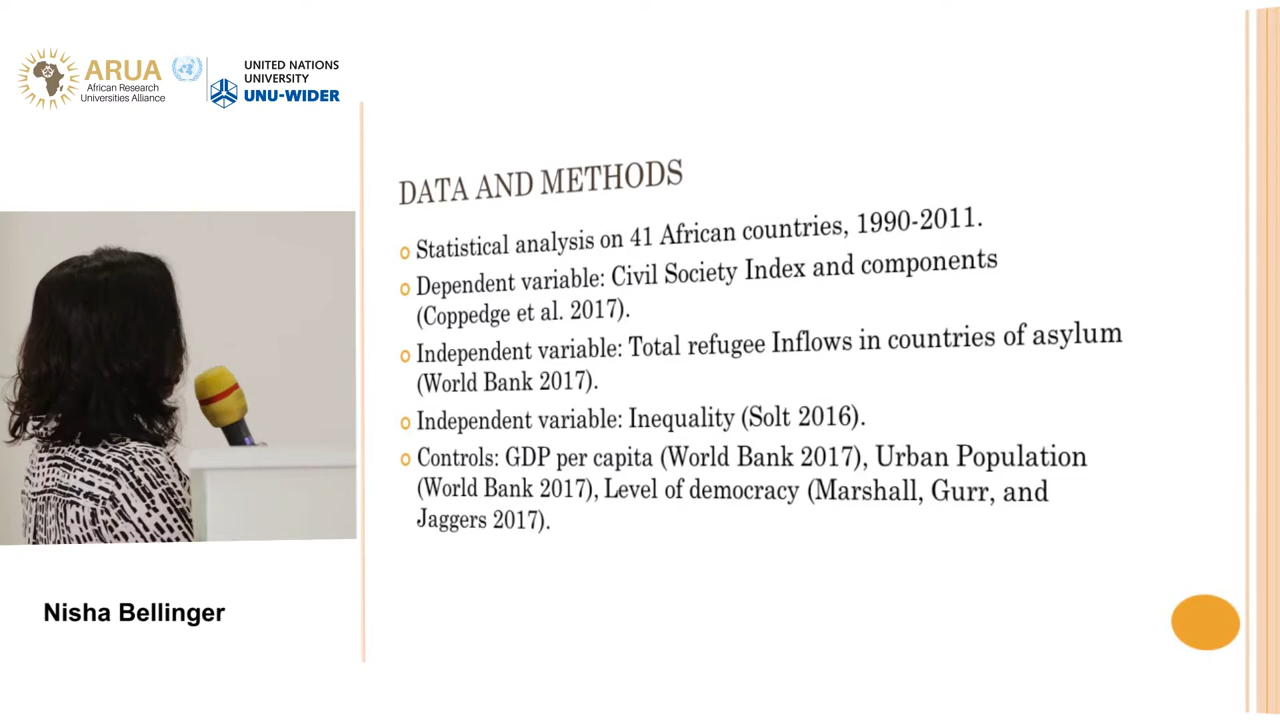 ARUA
African Research
Universities Alliance
UNITED NATIONS
UNIVERSITY
UNU-WIDER
DATA AND METHODS
Statistical analysis on 41 African countries, 1990-2011.
Dependent variable: Civil Society Index and components
(Coppedge et al. 2017).
Independent variable: Total refugee Inflows in countries of asylum
(World Bank 2017).
Independent variable: Inequality (Solt 2016).
Controls: GDP per capita (World Bank 2017), Urban Population
(World Bank 2017), Level of democracy (Marshall, Gurr, and
Jaggers 2017).
Nisha Bellinger